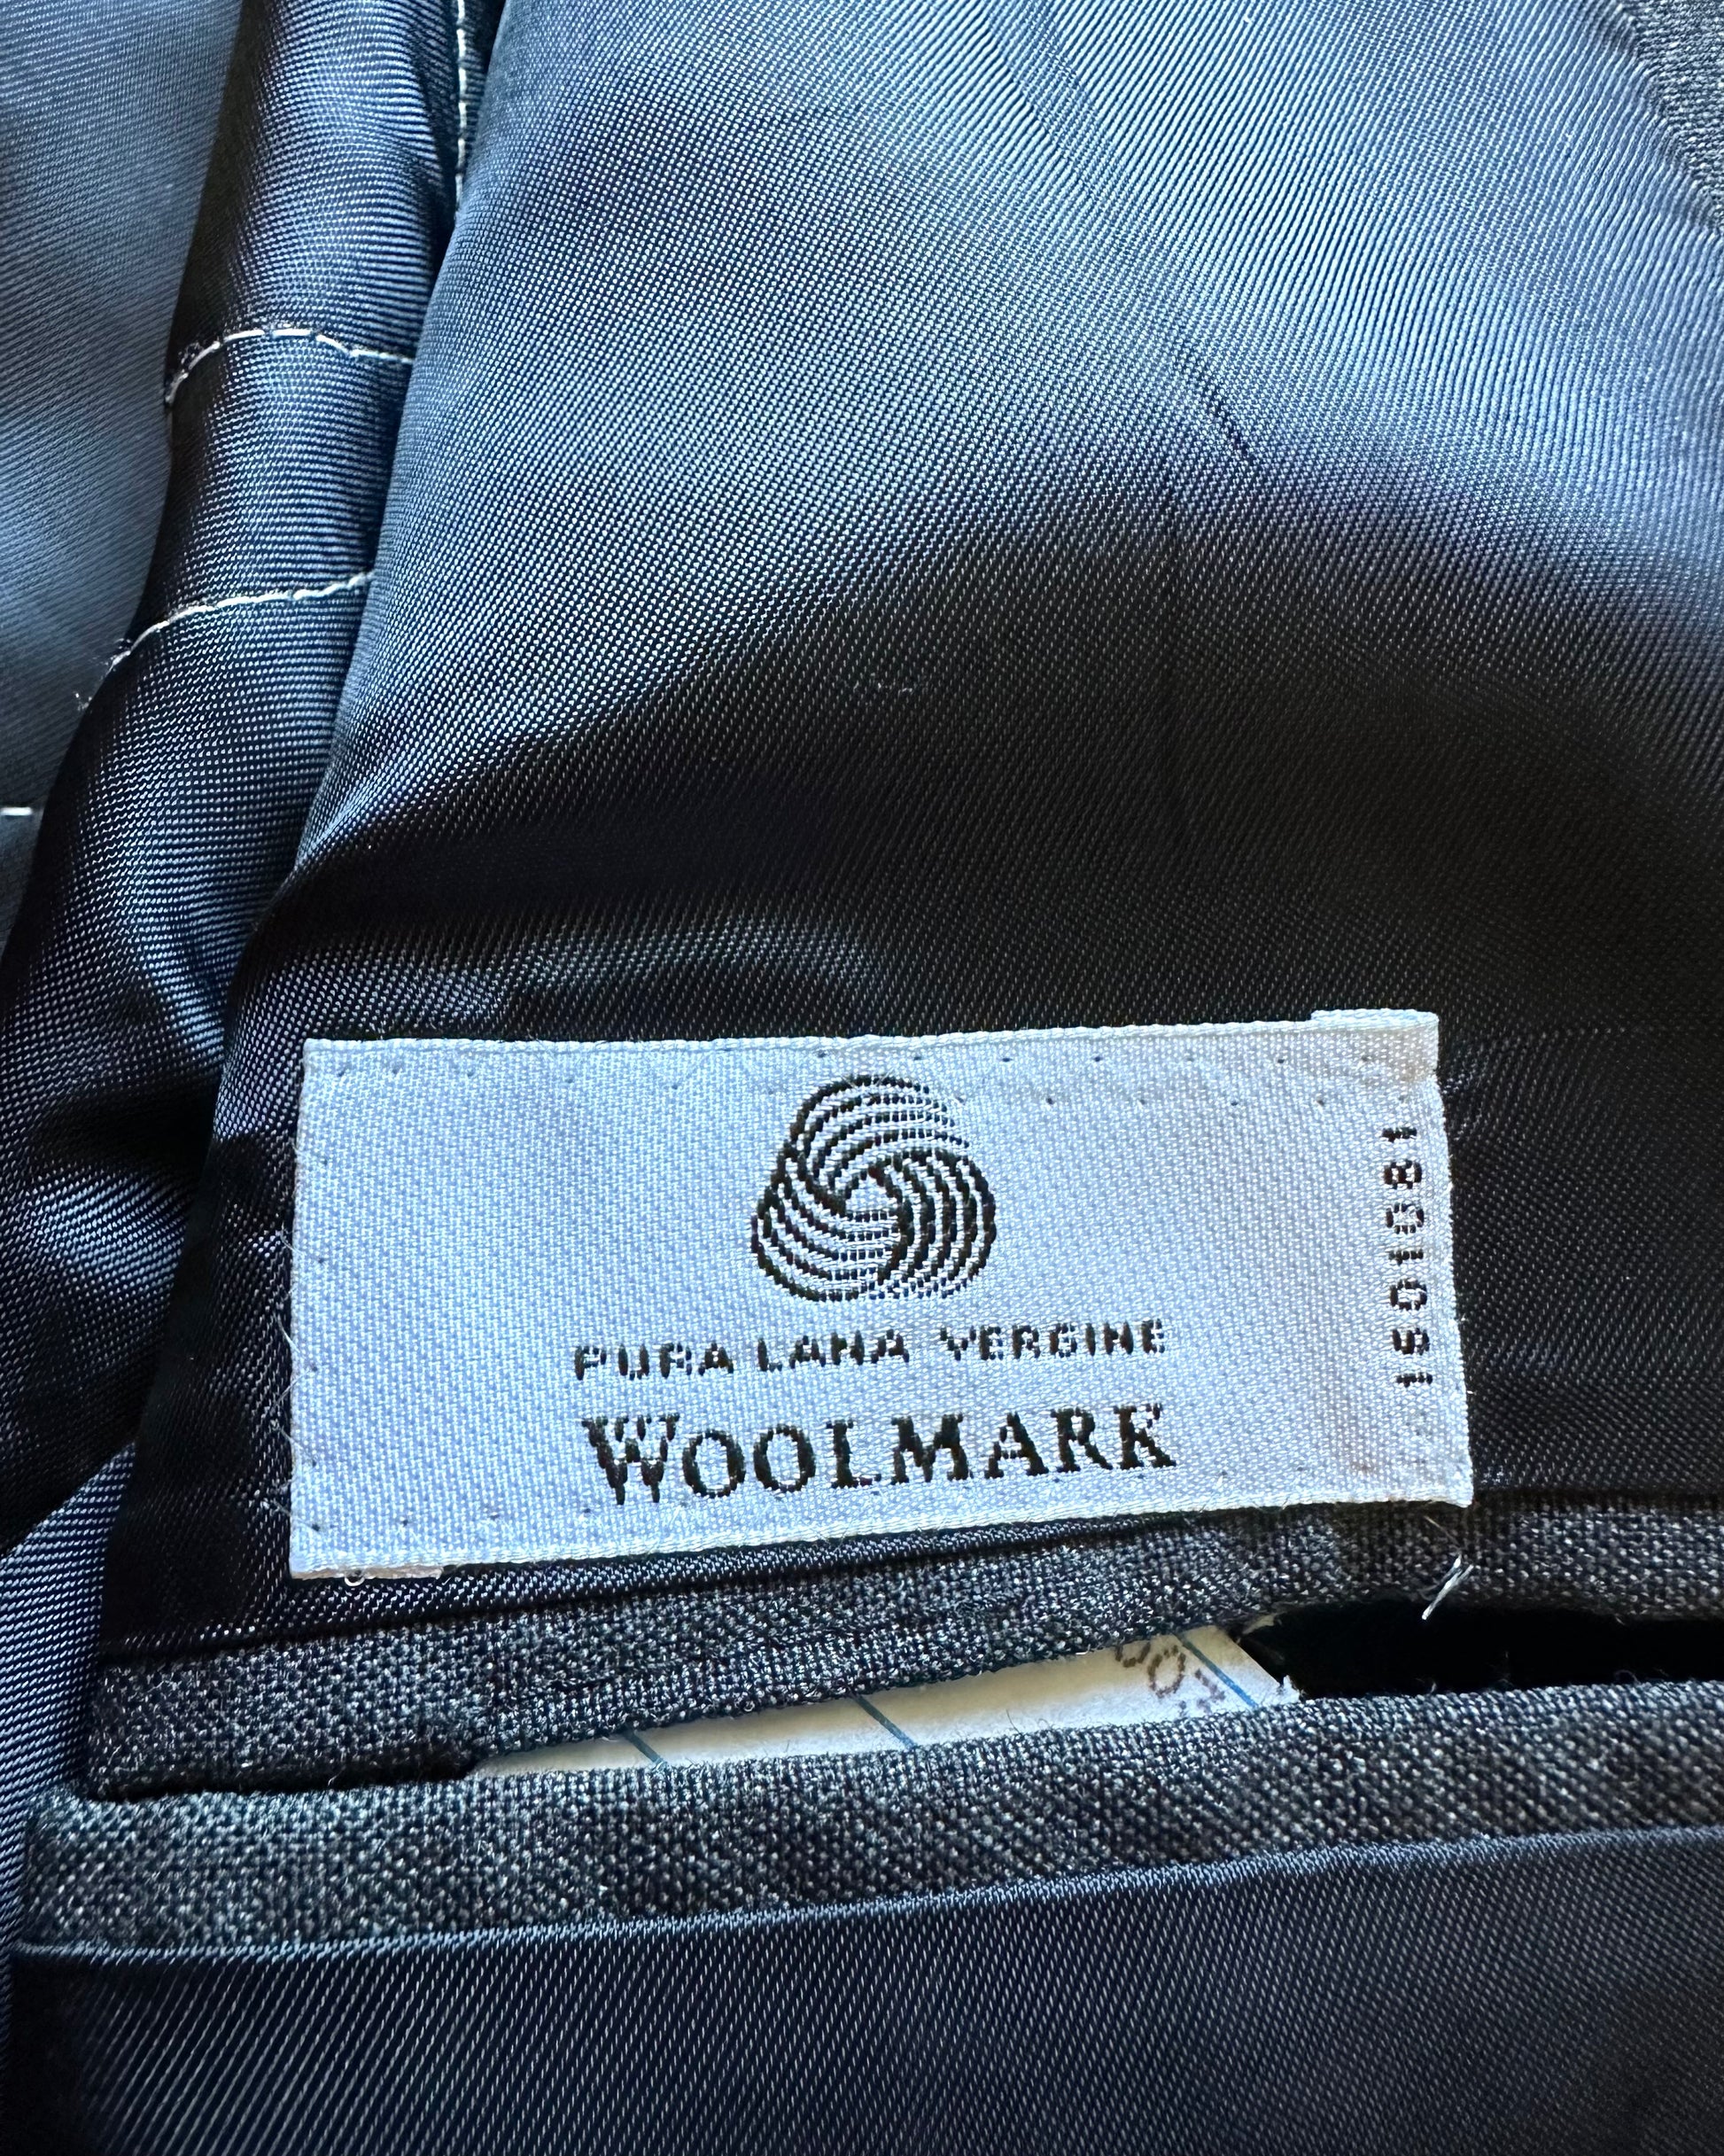 PURA LANA VERGINE
WOOLMARK
1501081